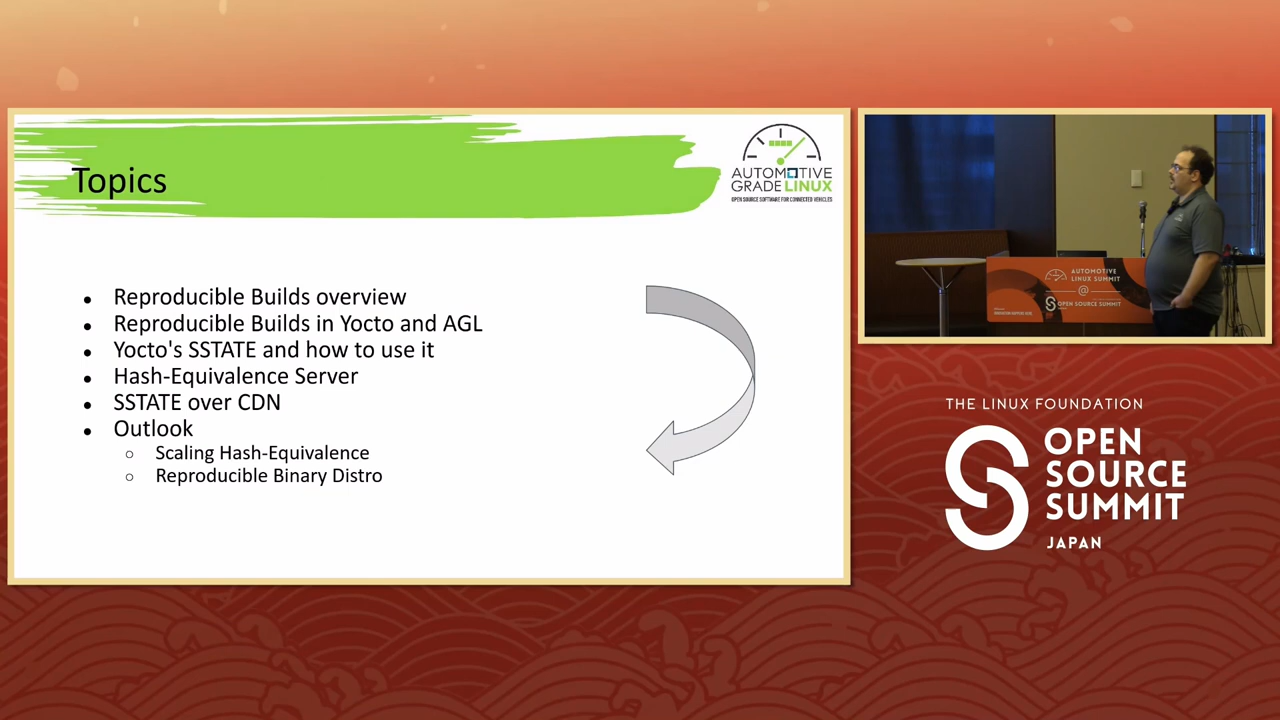 Topics
AUTOMOTIVE
GRADE LINUX
OPEN SOURCE SOFTWARE FOR CONNECTED VEHICLES
● Reproducible Builds overview
● Reproducible Builds in Yocto and AGL
● Yocto's SSTATE and how to use it
● Hash-Equivalence Server
● SSTATE over CDN
● Outlook
○ Scaling Hash-Equivalence
○ Reproducible Binary Distro
AUTOMOTIVE
LINUX SUMMIT
@
OPEN SOURCE SUMMIT
THE LINUX FOUNDATION
OPEN
SOURCE
SUMMIT
JAPAN